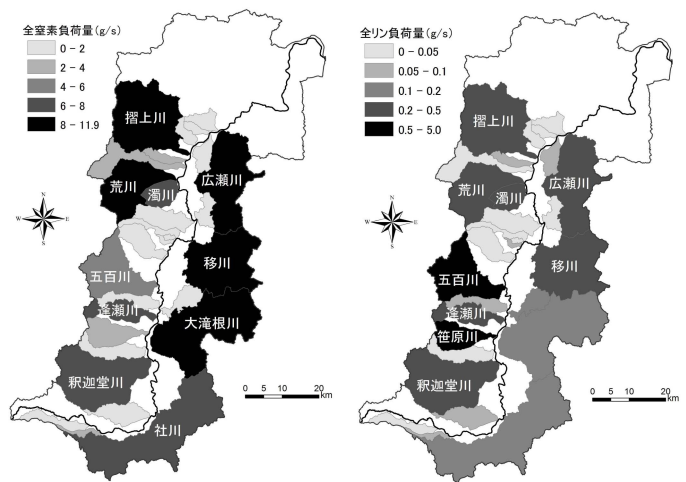 全窒素負荷量(g/s)
0 - 2
2 - 4
4 - 6
6 - 8
8 - 11.9
摺上川
荒川
濁川
広瀬川
N
W
E
S
五百川
移川
逢瀬川
大滝根川
釈迦堂川
社川
0 5 10 20
km
全リン負荷量(g/s)
0 - 0.05
0.05 - 0.1
0.1 - 0.2
0.2 - 0.5
0.5 - 5.0
摺上川
荒川
濁川
広瀬川
N
W
E
S
五百川
移川
逢瀬川
笹原川
釈迦堂川
0 5 10 20
km